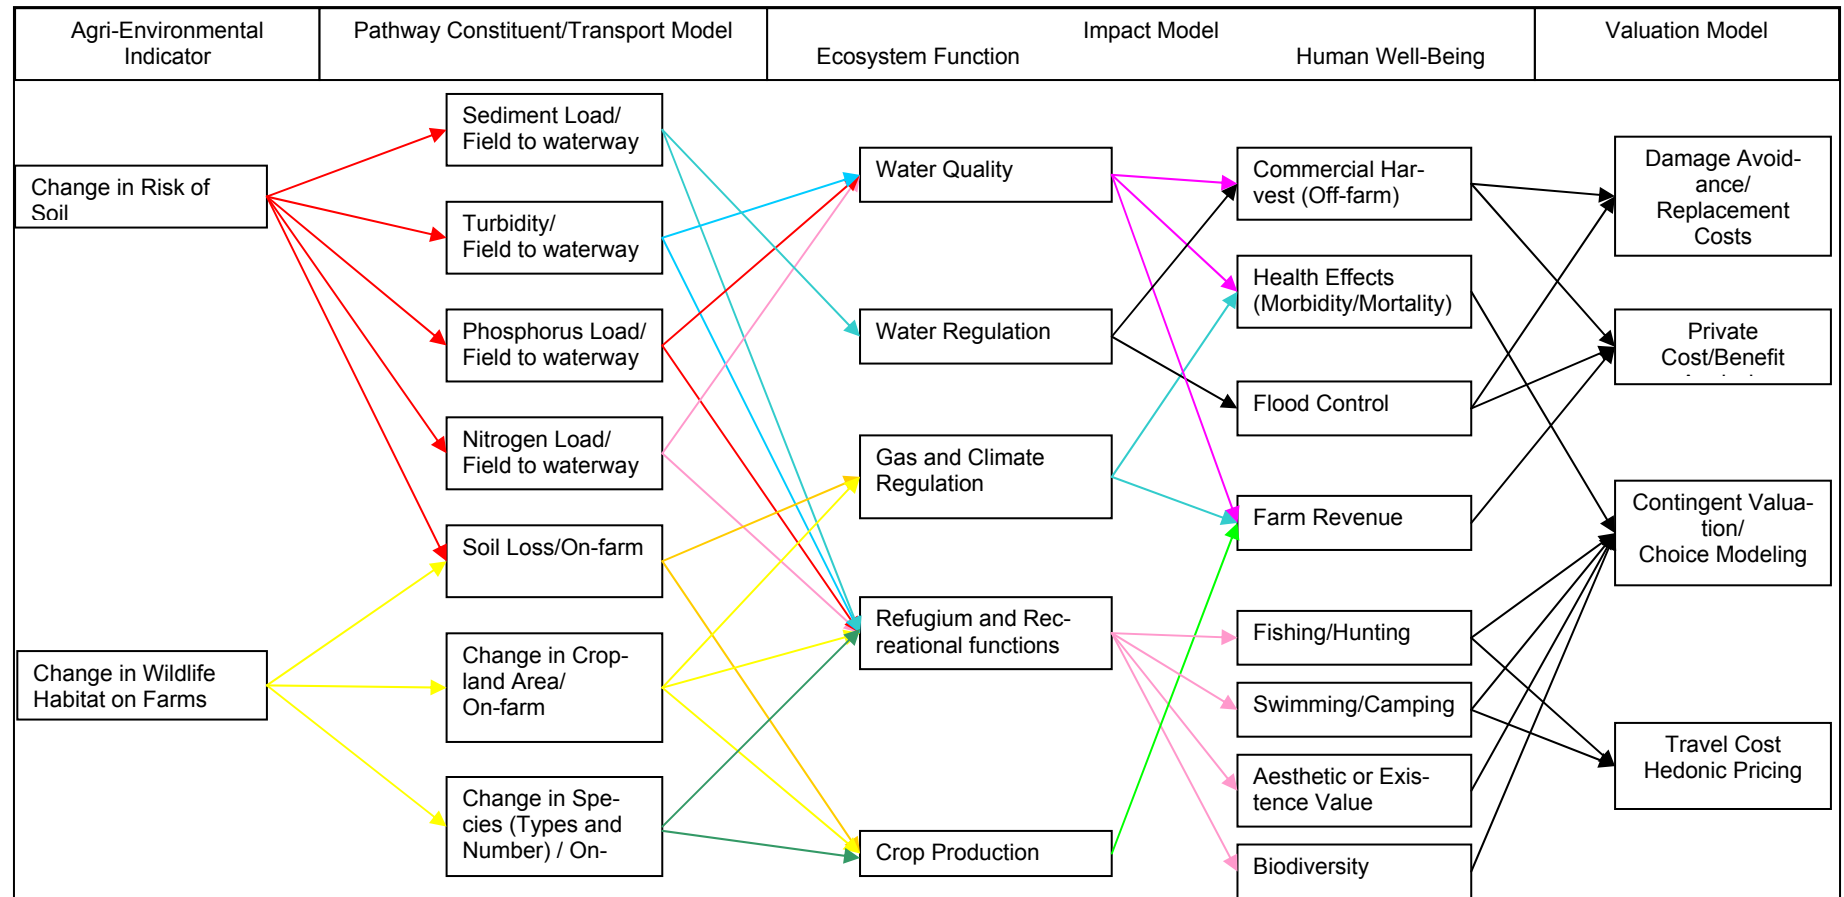 Agri-Environmental
Indicator
Pathway Constituent/Transport Model
Impact Model
Ecosystem Function
Human Well-Being
Valuation Model
Change in Risk of
Soil
Change in Wildlife
Habitat on Farms
Sediment Load/
Field to waterway
Turbidity/
Field to waterway
Phosphorus Load/
Field to waterway
Nitrogen Load/
Field to waterway
Soil Loss/On-farm
Change in Crop-
land Area/
On-farm
Change in Spe-
cies (Types and
Number) / On-
Water Quality
Water Regulation
Gas and Climate
Regulation
Refugium and Rec-
reational functions
Crop Production
Commercial Har-
vest (Off-farm)
Health Effects
(Morbidity/Mortality)
Flood Control
Farm Revenue
Fishing/Hunting
Swimming/Camping
Aesthetic or Exis-
tence Value
Biodiversity
Damage Avoid-
ance/
Replacement
Costs
Private
Cost/Benefit
Contingent Valua-
tion/
Choice Modeling
Travel Cost
Hedonic Pricing